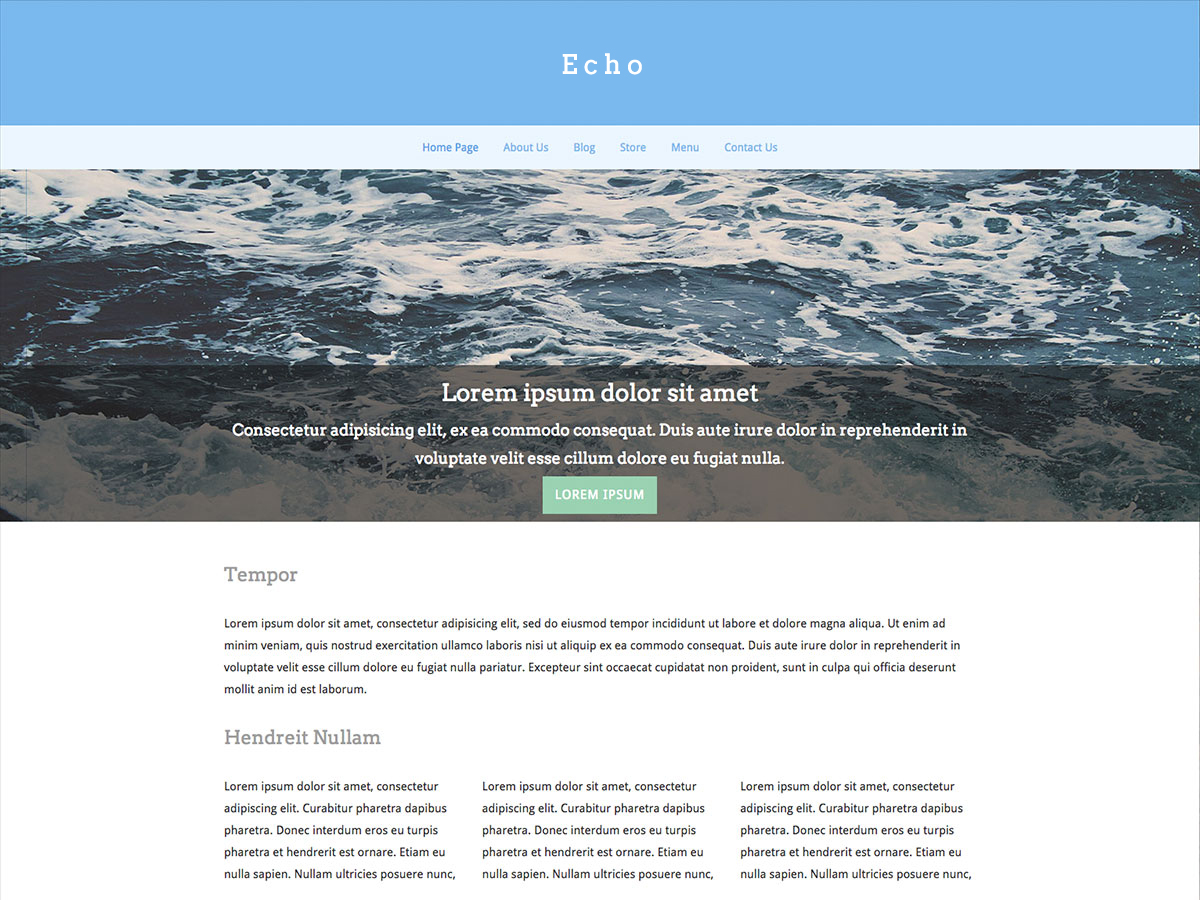 Echo
Home Page About Us Blog Store Menu Contact Us
Lorem ipsum dolor sit amet
Consectetur adipisicing elit, ex ea commodo consequat. Duis aute irure dolor in reprehenderit in
voluptate velit esse cillum dolore eu fugiat nulla.
LOREM IPSUM
Tempor
Lorem ipsum dolor sit amet, consectetur adipisicing elit, sed do eiusmod tempor incididunt ut labore et dolore magna aliqua. Ut enim ad
minim veniam, quis nostrud exercitation ullamco laboris nisi ut aliquip ex ea commodo consequat. Duis aute irure dolor in reprehenderit in
voluptate velit esse cillum dolore eu fugiat nulla pariatur. Excepteur sint occaecat cupidatat non proident, sunt in culpa qui officia deserunt
mollit anim id est laborum.
Hendreit Nullam
Lorem ipsum dolor sit amet, consectetur
adipiscing elit. Curabitur pharetra dapibus
pharetra. Donec interdum eros eu turpis
pharetra et hendrerit est ornare. Etiam eu
nulla sapien. Nullam ultricies posuere nunc,
Lorem ipsum dolor sit amet, consectetur
adipiscing elit. Curabitur pharetra dapibus
pharetra. Donec interdum eros eu turpis
pharetra et hendrerit est ornare. Etiam eu
nulla sapien. Nullam ultricies posuere nunc,
Lorem ipsum dolor sit amet, consectetur
adipiscing elit. Curabitur pharetra dapibus
pharetra. Donec interdum eros eu turpis
pharetra et hendrerit est ornare. Etiam eu
nulla sapien. Nullam ultricies posuere nunc,